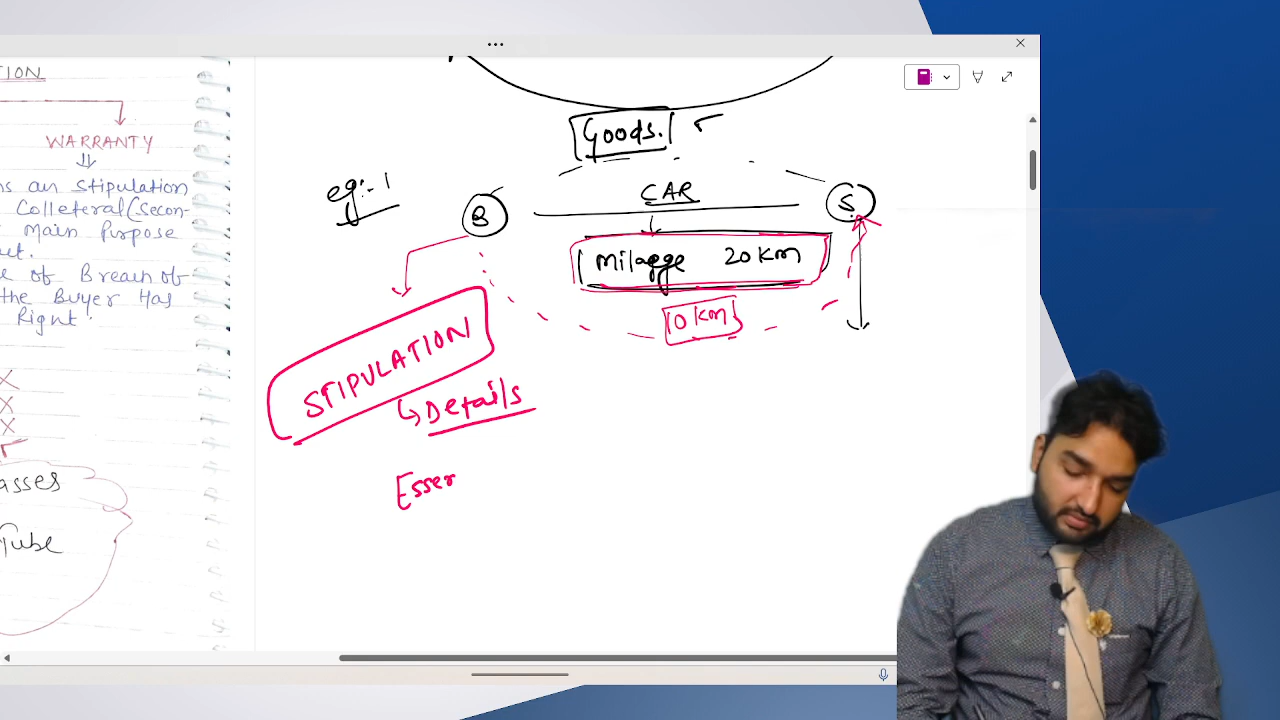 TION
WARRANTY
ns an stipulation
Colleteral (Secon-
Main Purpose
ct.
e of Breach of
the Buyer Has
Right
asses
Tube
Goods.
eg:- 1
B
CAR
S
Milagge 20 km
10 km
STIPULATION
Details
Esser